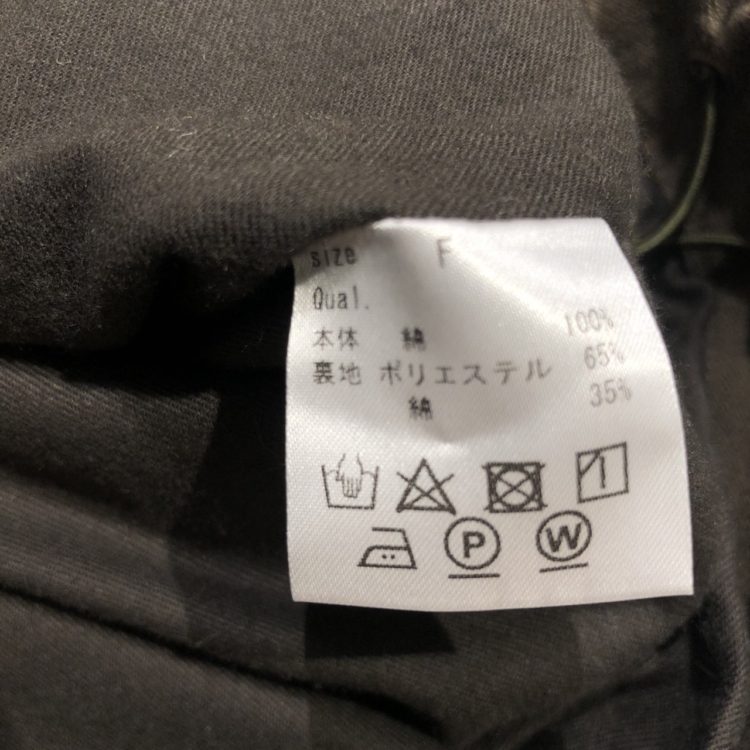 size F
Qual.
本体 綿 100%
裏地 ポリエステル 65%
綿 35%
P W